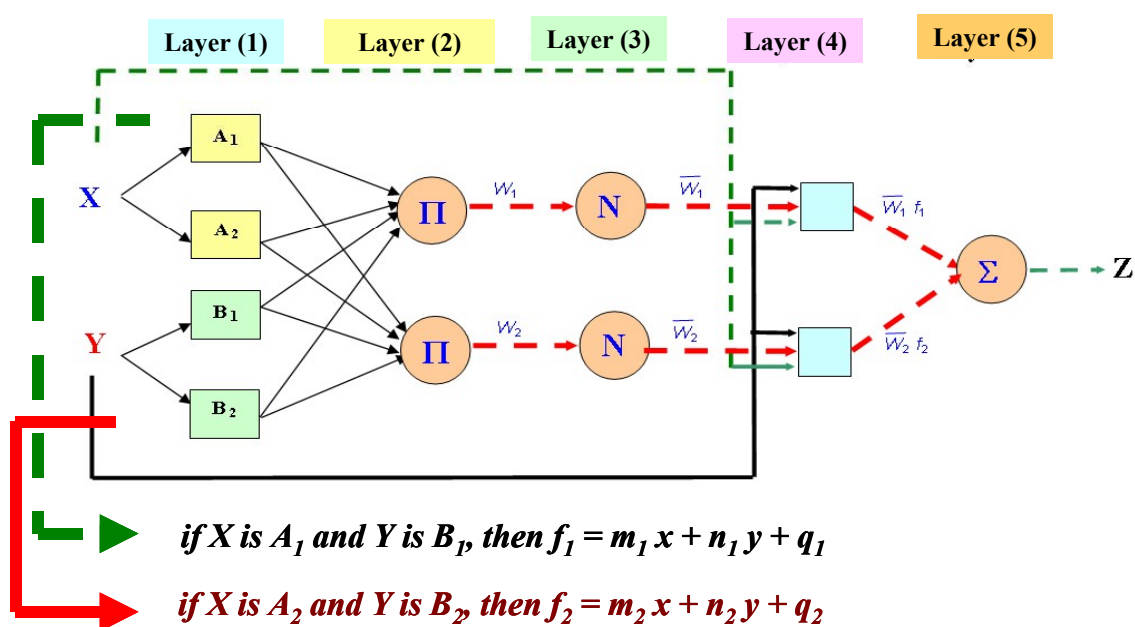 Layer (1) Layer (2) Layer (3) Layer (4) Layer (5)
A1
X
A2
B1
Y
B2
Π W1 N W̅1 W̅1 f1
Σ Z
Π W2 N W̅2 W̅2 f2
if X is A1 and Y is B1, then f1 = m1 x + n1 y + q1
if X is A2 and Y is B2, then f2 = m2 x + n2 y + q2